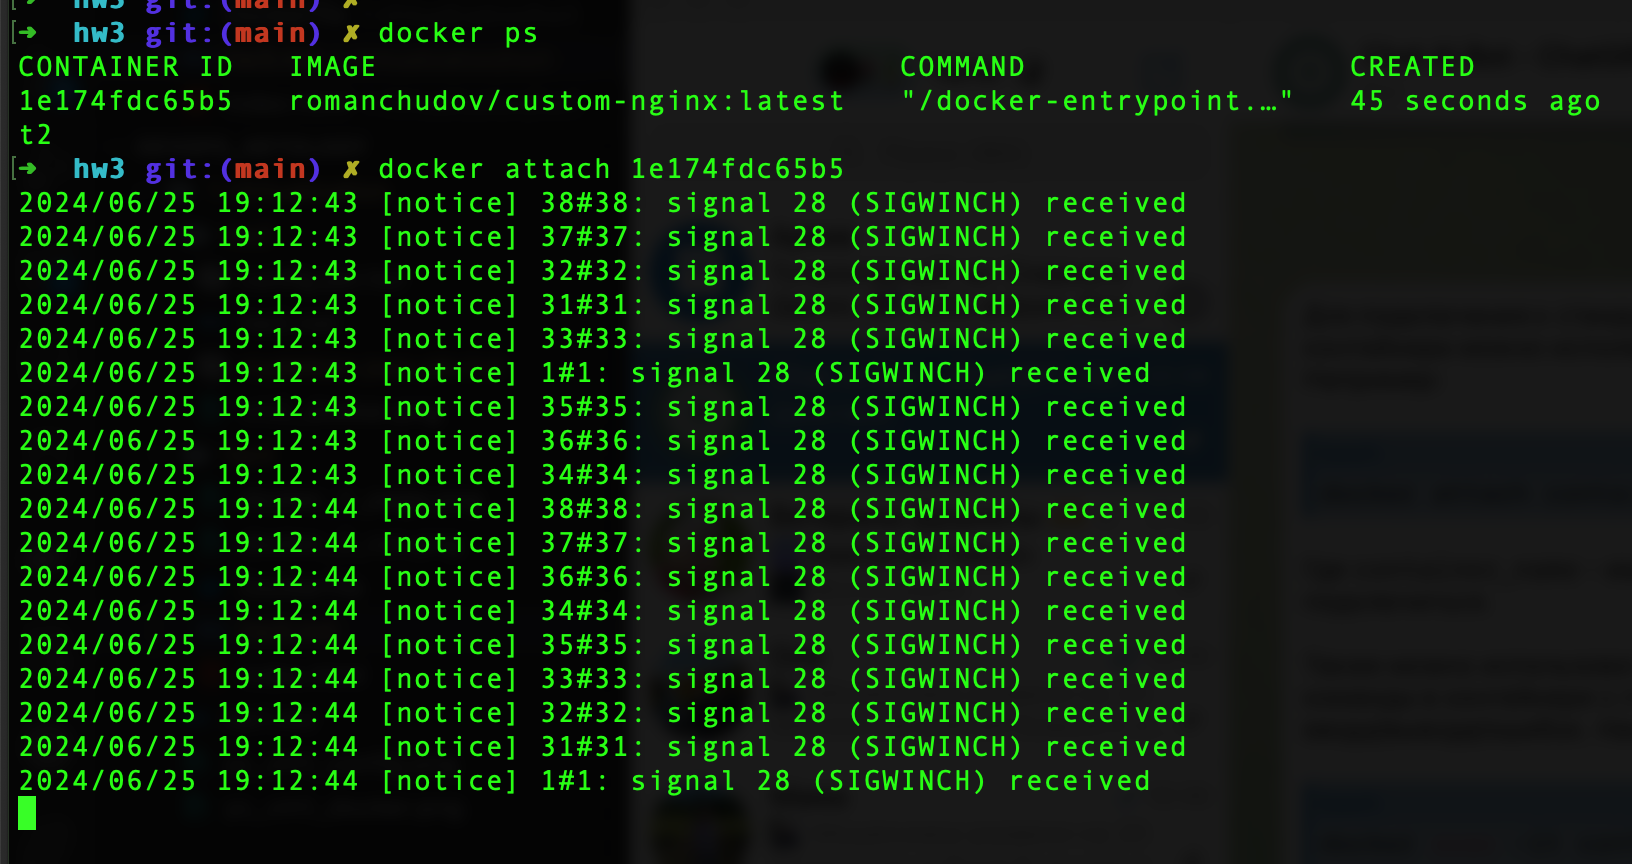 [➜  hw3 git:(main) ✗
[➜  hw3 git:(main) ✗ docker ps
CONTAINER ID   IMAGE                             COMMAND                  CREATED
1e174fdc65b5   romanchudov/custom-nginx:latest   "/docker-entrypoint.…"   45 seconds ago
t2
[➜  hw3 git:(main) ✗ docker attach 1e174fdc65b5
2024/06/25 19:12:43 [notice] 38#38: signal 28 (SIGWINCH) received
2024/06/25 19:12:43 [notice] 37#37: signal 28 (SIGWINCH) received
2024/06/25 19:12:43 [notice] 32#32: signal 28 (SIGWINCH) received
2024/06/25 19:12:43 [notice] 31#31: signal 28 (SIGWINCH) received
2024/06/25 19:12:43 [notice] 33#33: signal 28 (SIGWINCH) received
2024/06/25 19:12:43 [notice] 1#1: signal 28 (SIGWINCH) received
2024/06/25 19:12:43 [notice] 35#35: signal 28 (SIGWINCH) received
2024/06/25 19:12:43 [notice] 36#36: signal 28 (SIGWINCH) received
2024/06/25 19:12:43 [notice] 34#34: signal 28 (SIGWINCH) received
2024/06/25 19:12:44 [notice] 38#38: signal 28 (SIGWINCH) received
2024/06/25 19:12:44 [notice] 37#37: signal 28 (SIGWINCH) received
2024/06/25 19:12:44 [notice] 36#36: signal 28 (SIGWINCH) received
2024/06/25 19:12:44 [notice] 34#34: signal 28 (SIGWINCH) received
2024/06/25 19:12:44 [notice] 35#35: signal 28 (SIGWINCH) received
2024/06/25 19:12:44 [notice] 33#33: signal 28 (SIGWINCH) received
2024/06/25 19:12:44 [notice] 32#32: signal 28 (SIGWINCH) received
2024/06/25 19:12:44 [notice] 31#31: signal 28 (SIGWINCH) received
2024/06/25 19:12:44 [notice] 1#1: signal 28 (SIGWINCH) received